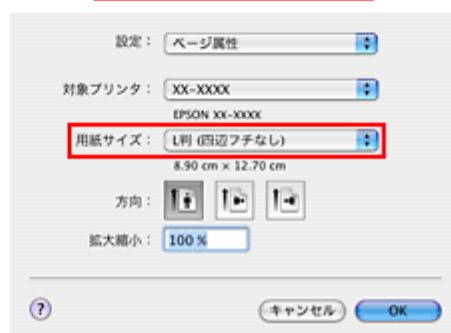 設定： ページ属性
対象プリンタ： XX-XXXX
EPSON XX-XXXX
用紙サイズ： L判 (四辺フチなし)
8.90 cm × 12.70 cm
方向：
拡大縮小： 100 %
? キャンセル OK